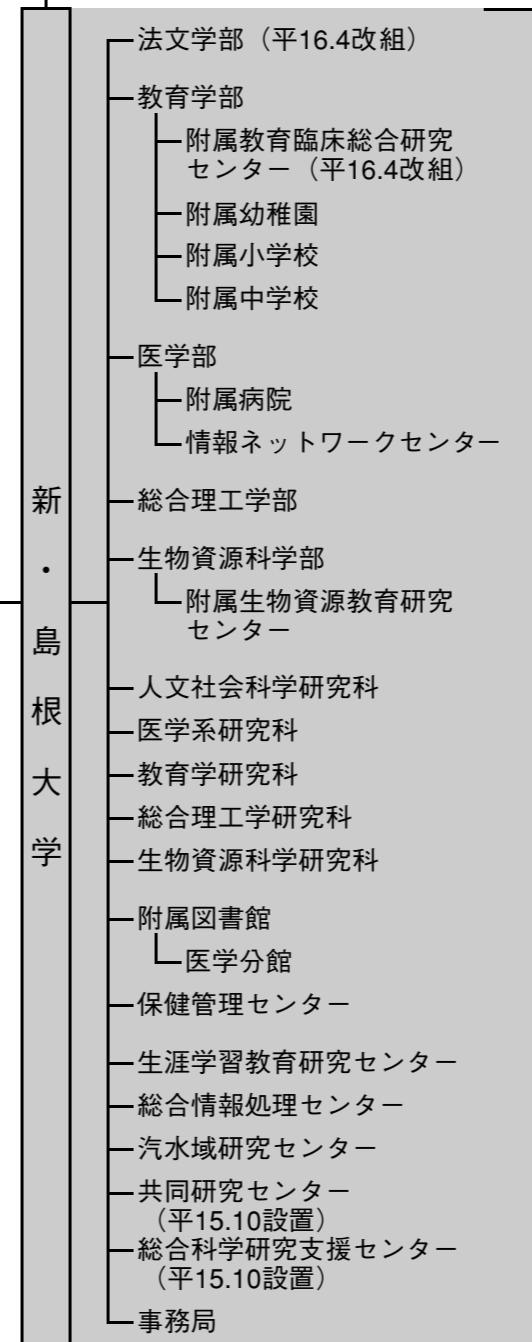 新・島根大学
法文学部（平16.4改組）
教育学部
附属教育臨床総合研究
センター（平16.4改組）
附属幼稚園
附属小学校
附属中学校
医学部
附属病院
情報ネットワークセンター
総合理工学部
生物資源科学部
附属生物資源教育研究
センター
人文社会科学研究科
医学系研究科
教育学研究科
総合理工学研究科
生物資源科学研究科
附属図書館
医学分館
保健管理センター
生涯学習教育研究センター
総合情報処理センター
汽水域研究センター
共同研究センター
（平15.10設置）
総合科学研究支援センター
（平15.10設置）
事務局